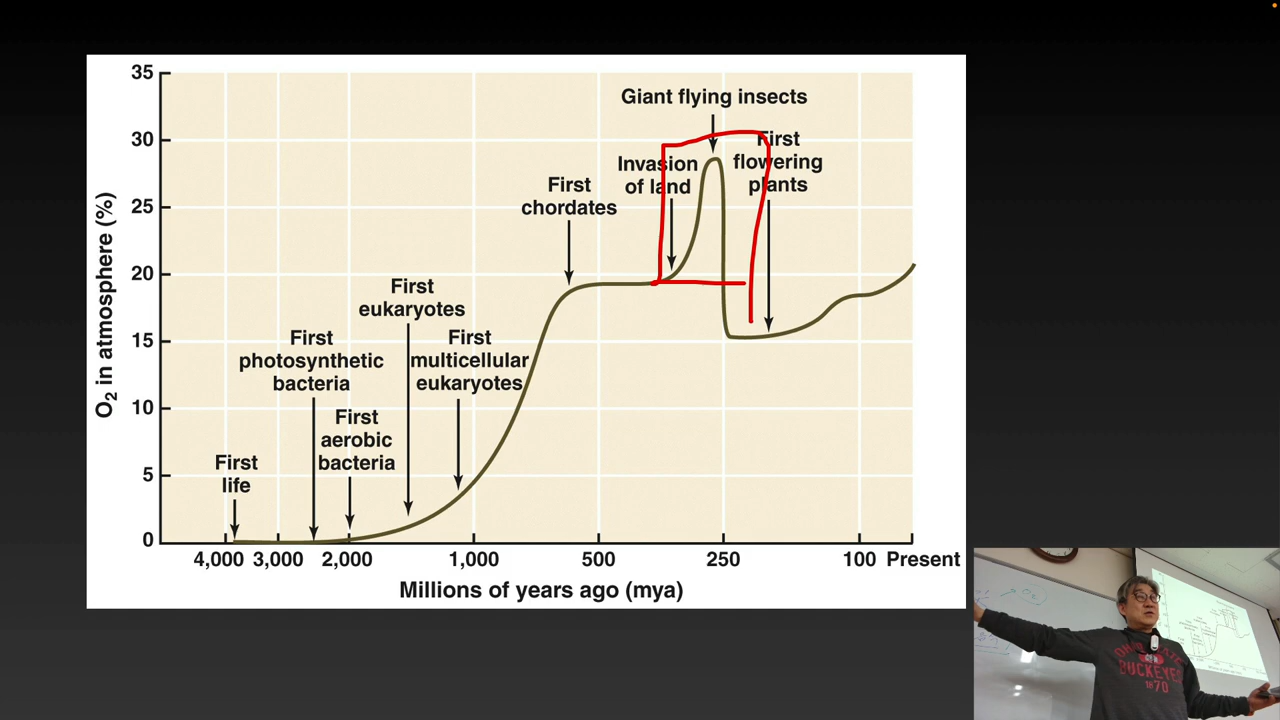 35
30
25
20
15
10
5
0
O2 in atmosphere (%)
Giant flying insects
Invasion
of land
First
flowering
plants
First
chordates
First
eukaryotes
First
photosynthetic
bacteria
First
multicellular
eukaryotes
First
aerobic
bacteria
First
life
4,000 3,000 2,000 1,000 500 250 100 Present
Millions of years ago (mya)
BUCKEYES
1870